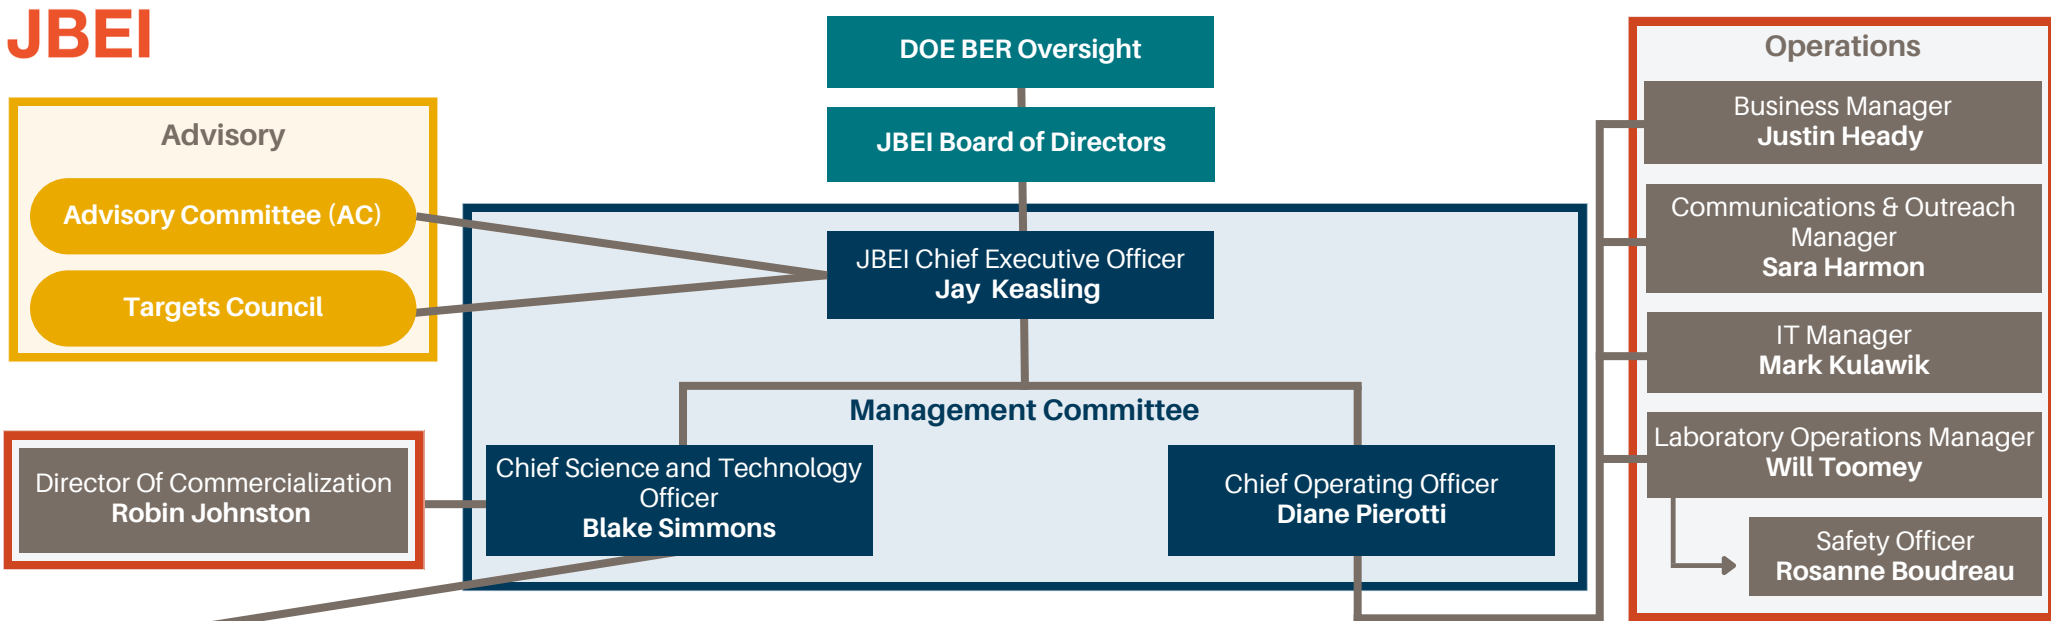 JBEI
DOE BER Oversight
JBEI Board of Directors
Advisory
Advisory Committee (AC)
Targets Council
JBEI Chief Executive Officer
Jay Keasling
Management Committee
Director Of Commercialization
Robin Johnston
Chief Science and Technology
Officer
Blake Simmons
Chief Operating Officer
Diane Pierotti
Operations
Business Manager
Justin Heady
Communications & Outreach
Manager
Sara Harmon
IT Manager
Mark Kulawik
Laboratory Operations Manager
Will Toomey
Safety Officer
Rosanne Boudreau